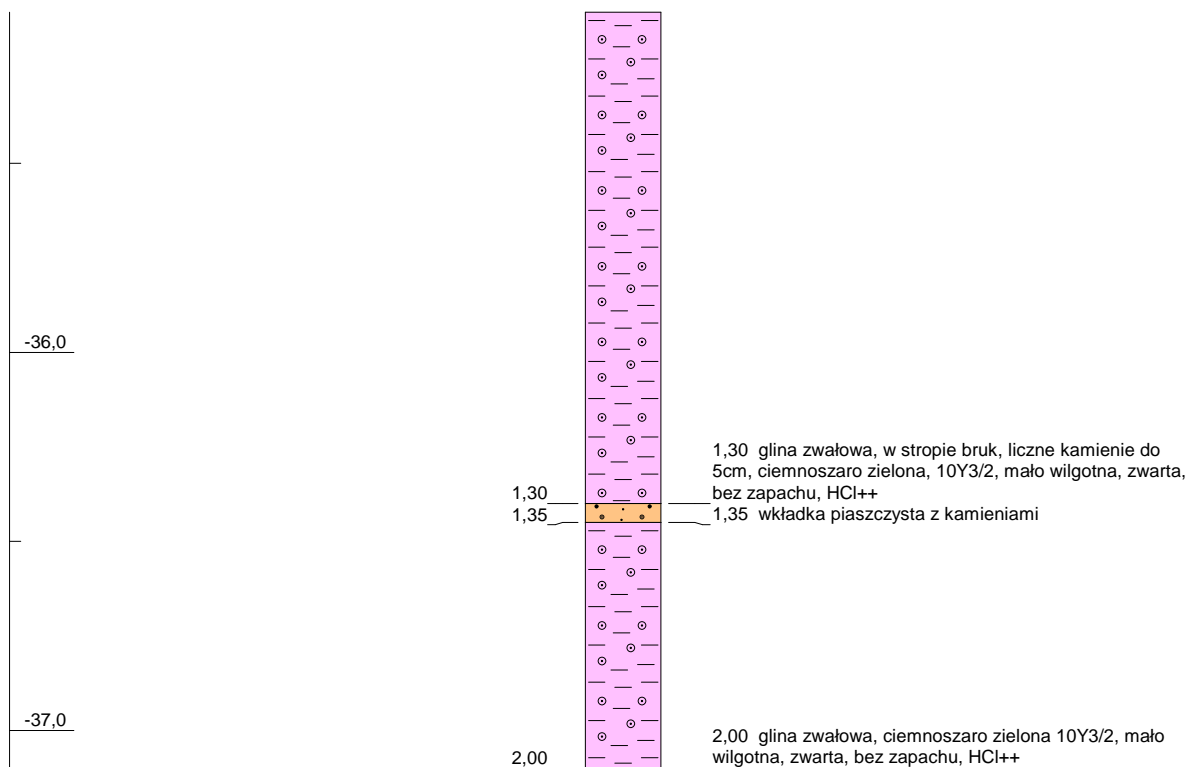 -36,0
1,30 glina zwałowa, w stropie bruk, liczne kamienie do
5cm, ciemnoszaro zielona, 10Y3/2, mało wilgotna, zwarta,
bez zapachu, HCl++
1,30
1,35
1,35 wkładka piaszczysta z kamieniami
-37,0
2,00 glina zwałowa, ciemnoszaro zielona 10Y3/2, mało
wilgotna, zwarta, bez zapachu, HCl++
2,00